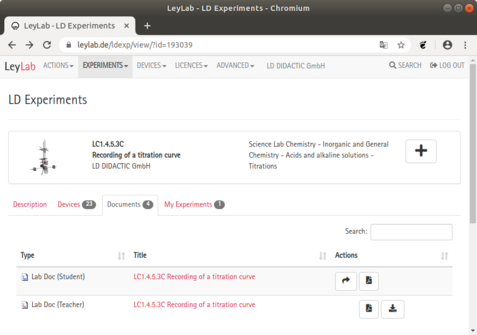 LeyLab - LD Experiments - Chromium
LeyLab - LD Experiments
leylab.de/ldexp/view/?id=193039
LeyLab ACTIONS EXPERIMENTS DEVICES LICENCES ADVANCED LD DIDACTIC GmbH SEARCH LOG OUT
LD Experiments
LC1.4.5.3C
Recording of a titration curve
LD DIDACTIC GmbH
Science Lab Chemistry - Inorganic and General
Chemistry - Acids and alkaline solutions -
Titrations
Description Devices 23 Documents 4 My Experiments 1
Search:
Type Title Actions
Lab Doc (Student) LC1.4.5.3C Recording of a titration curve
Lab Doc (Teacher) LC1.4.5.3C Recording of a titration curve